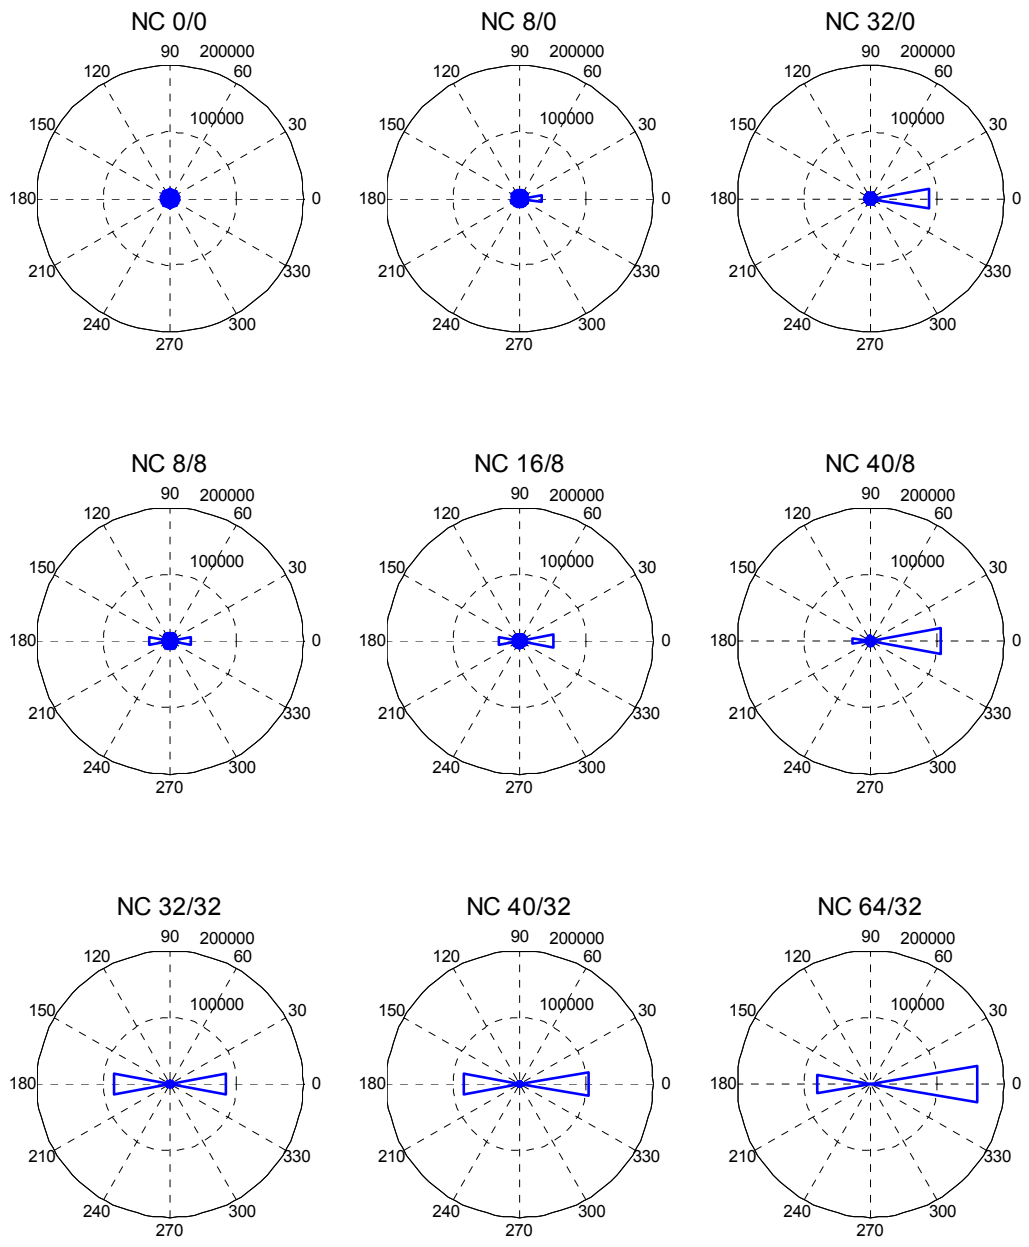 NC 0/0 NC 8/0 NC 32/0
90 200000 90 200000 90 200000
120 60 120 60 120 60
100000 100000 100000
150 30 150 30 150 30
180 0 180 0 180 0
210 330 210 330 210 330
240 300 240 300 240 300
270 270 270
NC 8/8 NC 16/8 NC 40/8
90 200000 90 200000 90 200000
120 60 120 60 120 60
100000 100000 100000
150 30 150 30 150 30
180 0 180 0 180 0
210 330 210 330 210 330
240 300 240 300 240 300
270 270 270
NC 32/32 NC 40/32 NC 64/32
90 200000 90 200000 90 200000
120 60 120 60 120 60
100000 100000 100000
150 30 150 30 150 30
180 0 180 0 180 0
210 330 210 330 210 330
240 300 240 300 240 300
270 270 270